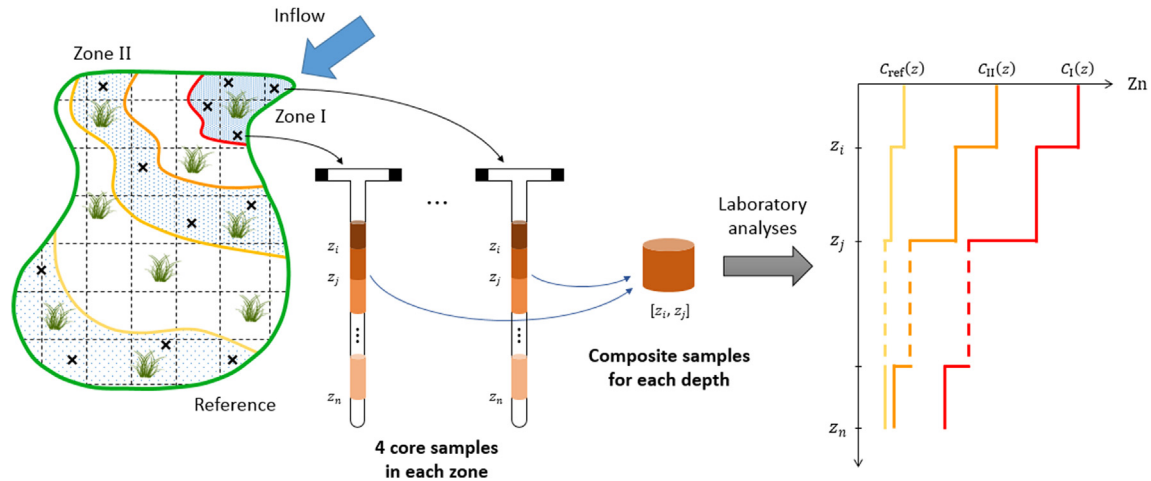 Inflow
Zone II
Zone I
Reference
z_i
z_j
z_n
...
z_i
z_j
z_n
4 core samples
in each zone
[z_i, z_j]
Composite samples
for each depth
Laboratory
analyses
C_ref(z)
C_II(z)
C_I(z)
Zn
z_i
z_j
z_n